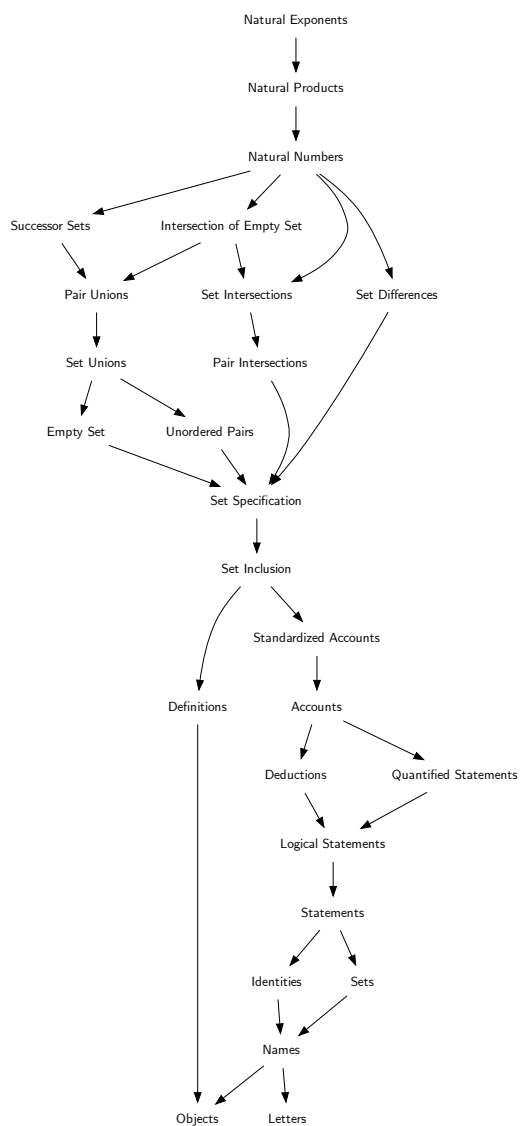 Natural Exponents
Natural Products
Natural Numbers
Successor Sets
Intersection of Empty Set
Pair Unions
Set Intersections
Set Differences
Set Unions
Pair Intersections
Empty Set
Unordered Pairs
Set Specification
Set Inclusion
Standardized Accounts
Definitions
Accounts
Deductions
Quantified Statements
Logical Statements
Statements
Identities
Sets
Names
Objects
Letters